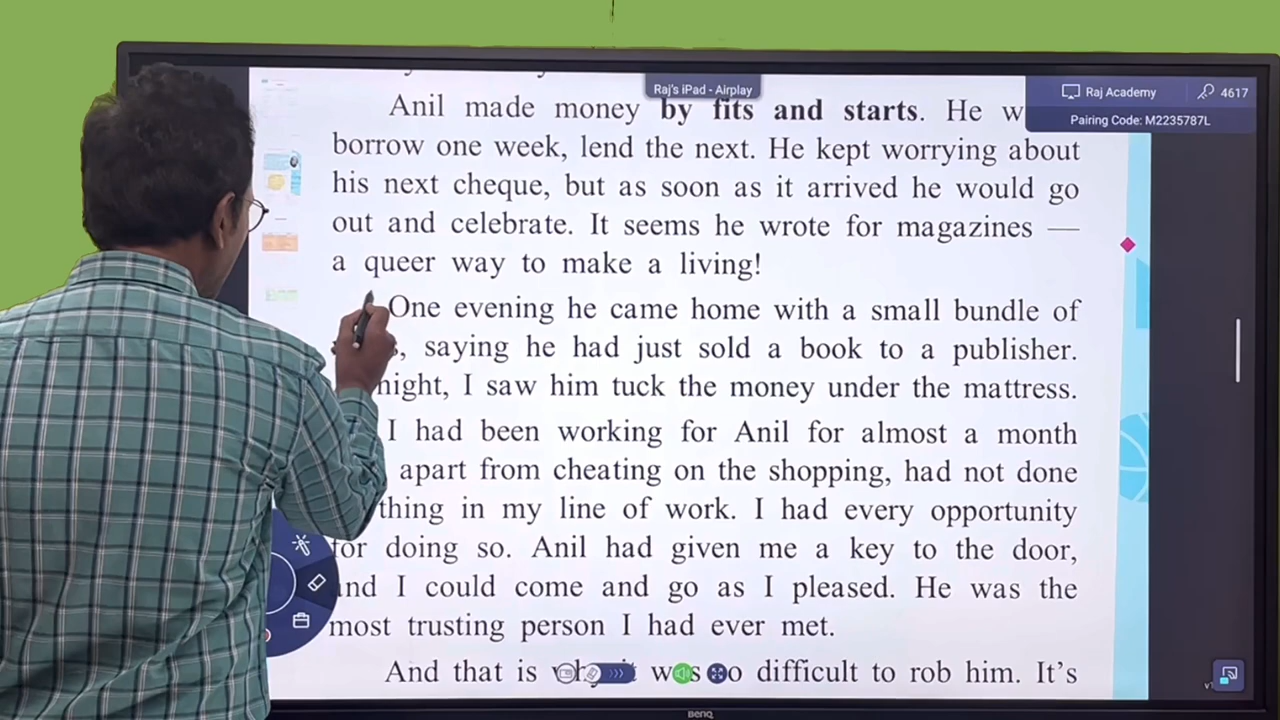 Raj's iPad - Airplay
Raj Academy
4617
Pairing Code: M2235787L
Anil made money by fits and starts. He w
borrow one week, lend the next. He kept worrying about
his next cheque, but as soon as it arrived he would go
out and celebrate. It seems he wrote for magazines —
a queer way to make a living!
One evening he came home with a small bundle of
, saying he had just sold a book to a publisher.
night, I saw him tuck the money under the mattress.
I had been working for Anil for almost a month
apart from cheating on the shopping, had not done
thing in my line of work. I had every opportunity
for doing so. Anil had given me a key to the door,
and I could come and go as I pleased. He was the
most trusting person I had ever met.
And that is why it was so difficult to rob him. It's
BenQ